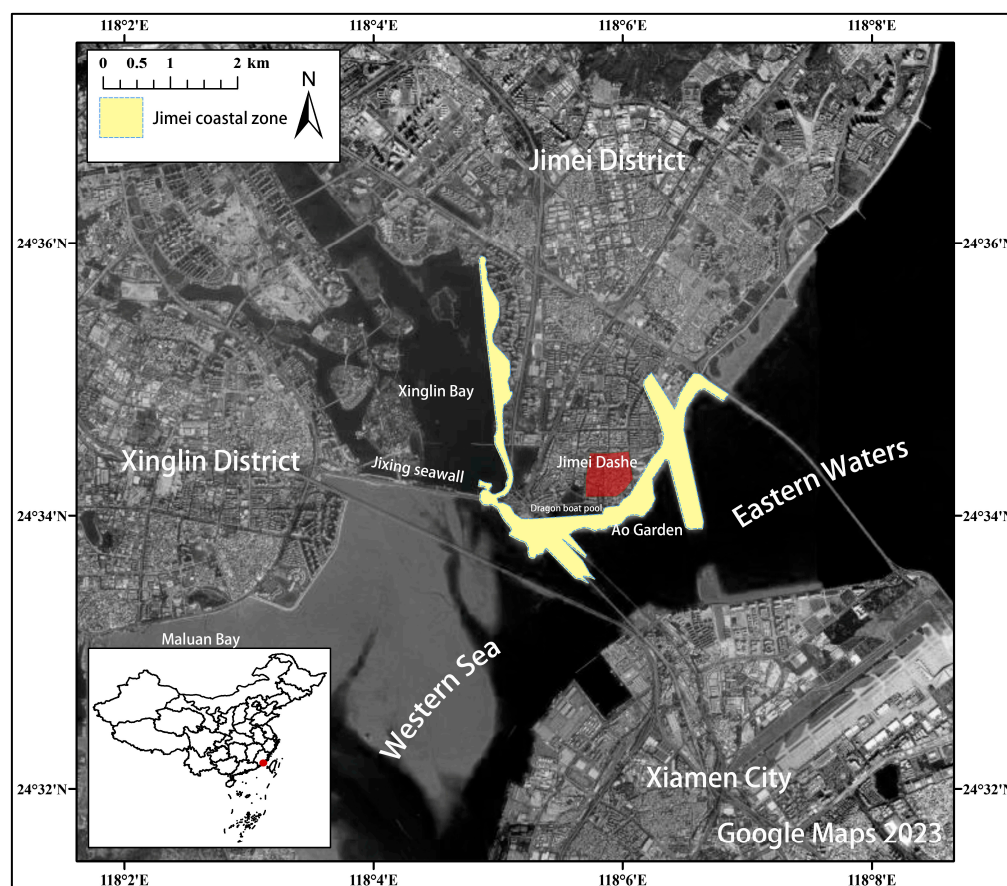 118°2'E 118°4'E 118°6'E 118°8'E
0 0.5 1 2 km
N
Jimei coastal zone
Jimei District
24°36'N 24°36'N
Xinglin Bay
Xinglin District
Jixing seawall
Jimei Dashe
Eastern Waters
Dragon boat pool
24°34'N 24°34'N
Ao Garden
Maluan Bay
Western Sea
Xiamen City
24°32'N 24°32'N
Google Maps 2023
118°2'E 118°4'E 118°6'E 118°8'E